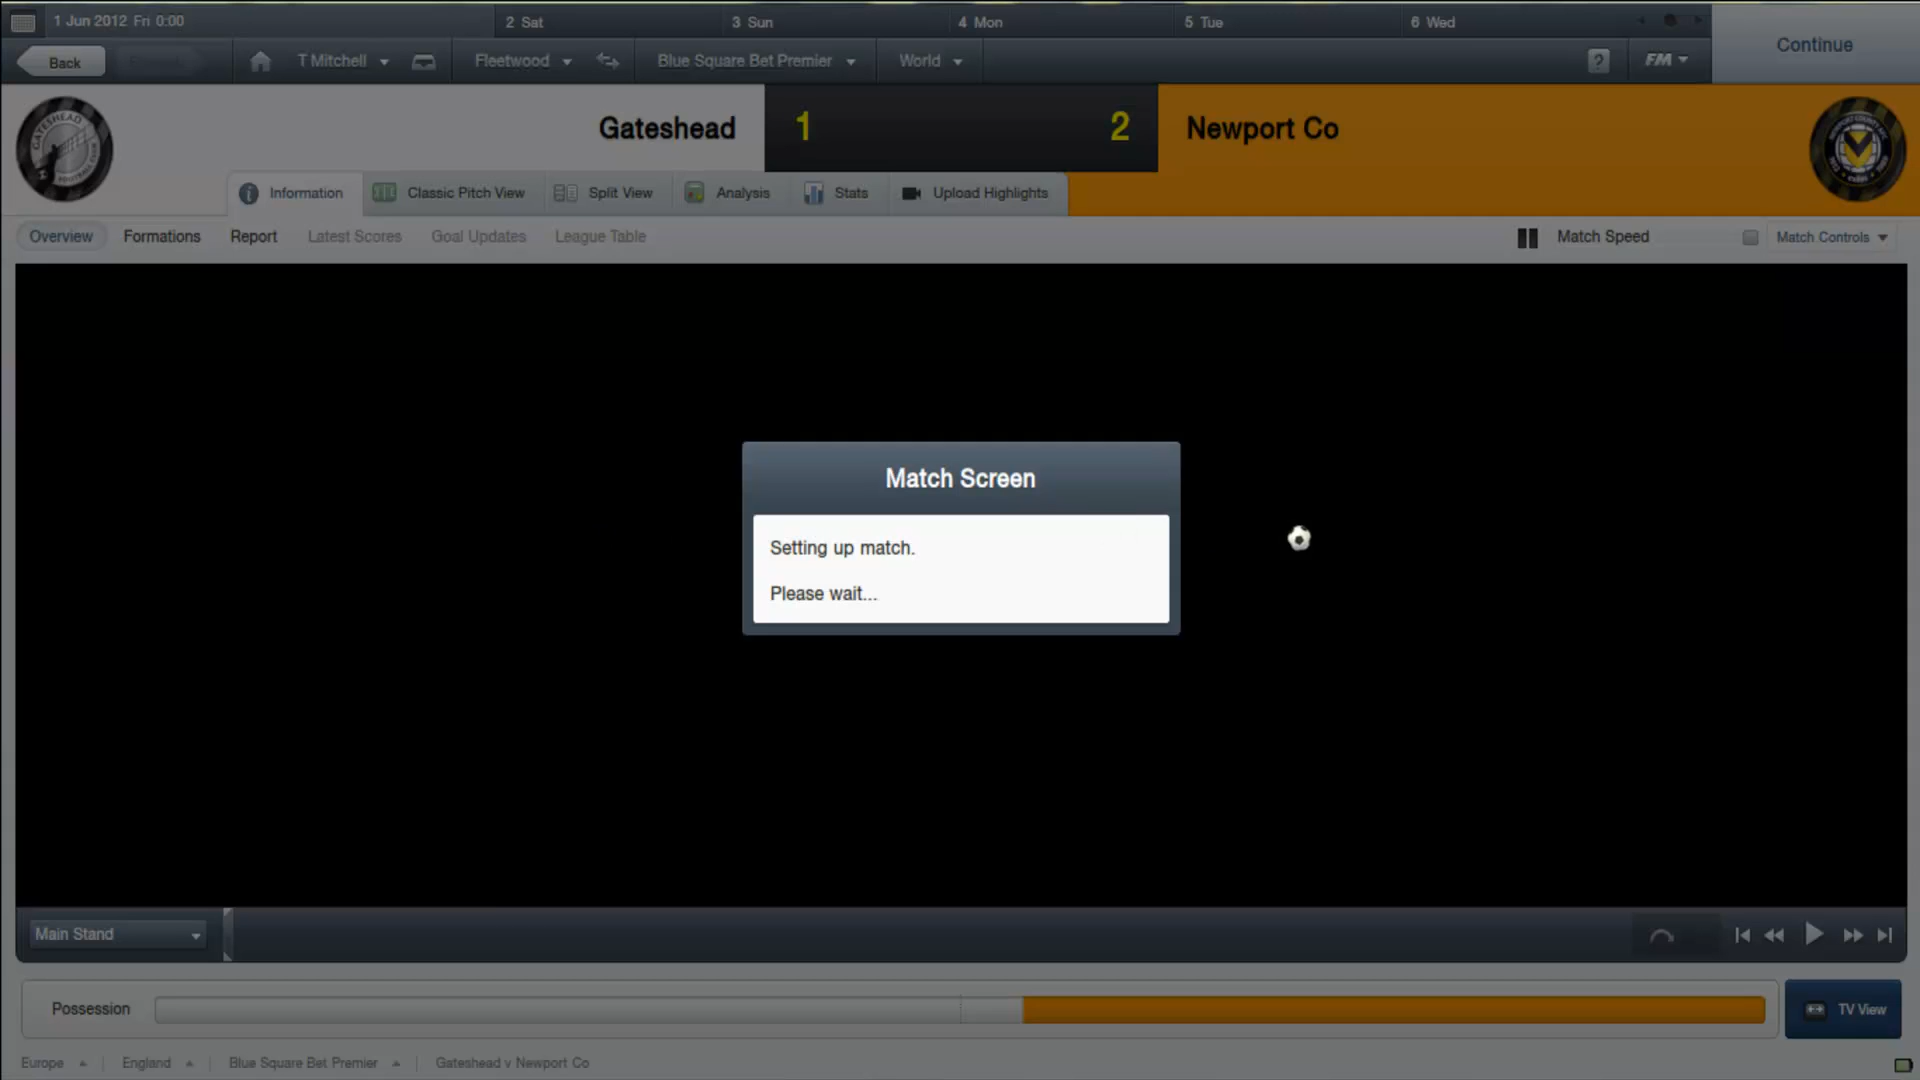 1 Jun 2012 Fri 0:00
2 Sat
3 Sun
4 Mon
5 Tue
6 Wed
Continue
Back
T Mitchell
Fleetwood
Blue Square Bet Premier
World
?
FM
GATESHEAD
Gateshead
1
2
Newport Co
Information
Classic Pitch View
Split View
Analysis
Stats
Upload Highlights
Overview
Formations
Report
Latest Scores
Goal Updates
League Table
Match Speed
Match Controls
Match Screen
Setting up match.
Please wait...
Main Stand
Possession
TV View
Europe
England
Blue Square Bet Premier
Gateshead v Newport Co